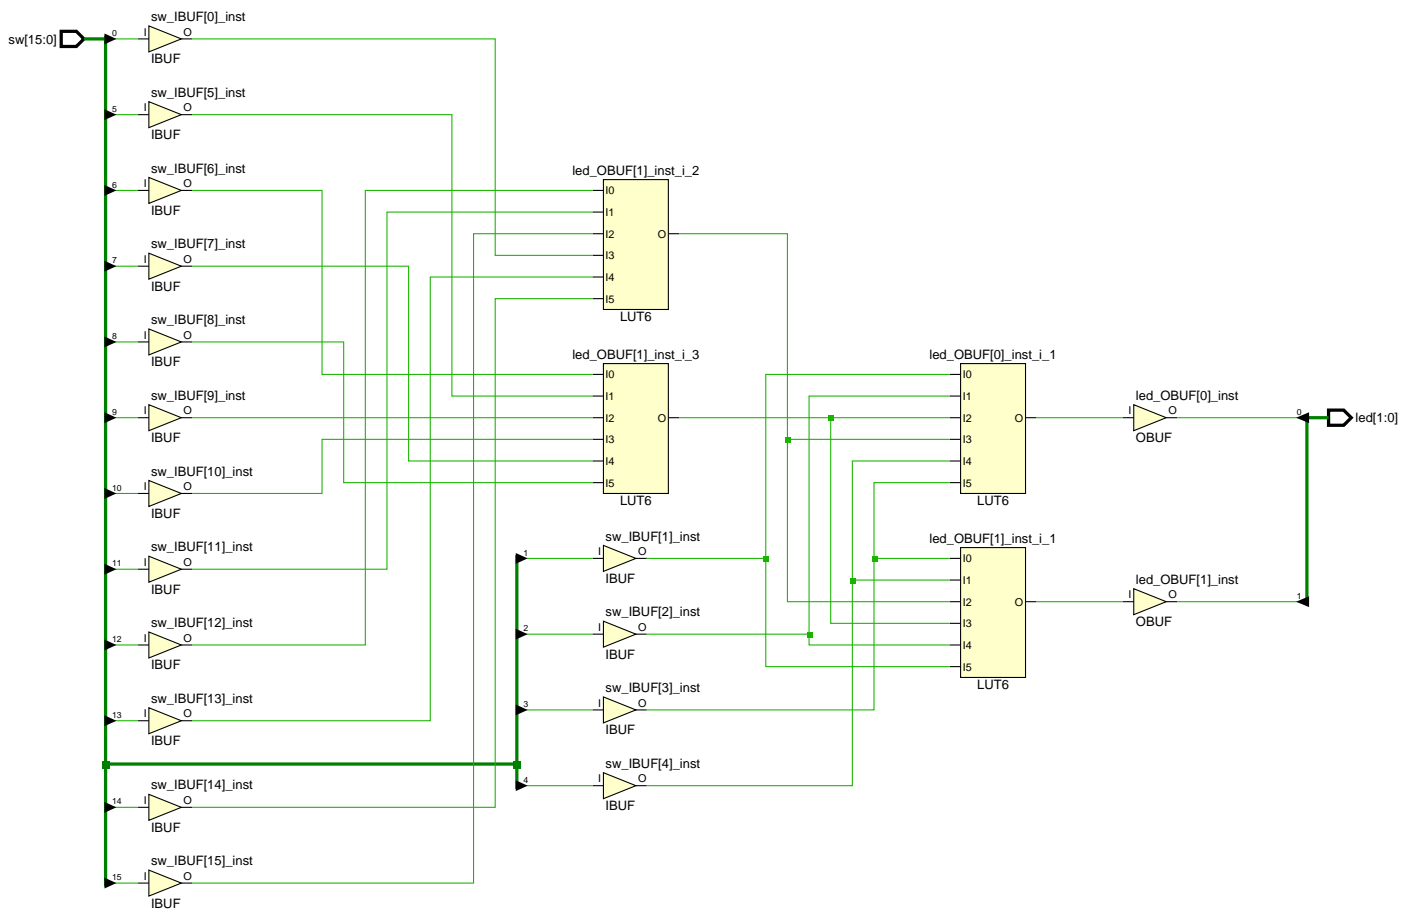 sw[15:0]
sw_IBUF[0]_inst
0
I
O
IBUF
sw_IBUF[5]_inst
5
I
O
IBUF
sw_IBUF[6]_inst
6
I
O
IBUF
sw_IBUF[7]_inst
7
I
O
IBUF
sw_IBUF[8]_inst
8
I
O
IBUF
sw_IBUF[9]_inst
9
I
O
IBUF
sw_IBUF[10]_inst
10
I
O
IBUF
sw_IBUF[11]_inst
11
I
O
IBUF
sw_IBUF[12]_inst
12
I
O
IBUF
sw_IBUF[13]_inst
13
I
O
IBUF
sw_IBUF[14]_inst
14
I
O
IBUF
sw_IBUF[15]_inst
15
I
O
IBUF
led_OBUF[1]_inst_i_2
I0
I1
I2
I3
I4
I5
O
LUT6
led_OBUF[1]_inst_i_3
I0
I1
I2
I3
I4
I5
O
LUT6
sw_IBUF[1]_inst
1
I
O
IBUF
sw_IBUF[2]_inst
2
I
O
IBUF
sw_IBUF[3]_inst
3
I
O
IBUF
sw_IBUF[4]_inst
4
I
O
IBUF
led_OBUF[0]_inst_i_1
I0
I1
I2
I3
I4
I5
O
LUT6
led_OBUF[1]_inst_i_1
I0
I1
I2
I3
I4
I5
O
LUT6
led_OBUF[0]_inst
I
O
OBUF
0
led_OBUF[1]_inst
I
O
OBUF
1
led[1:0]